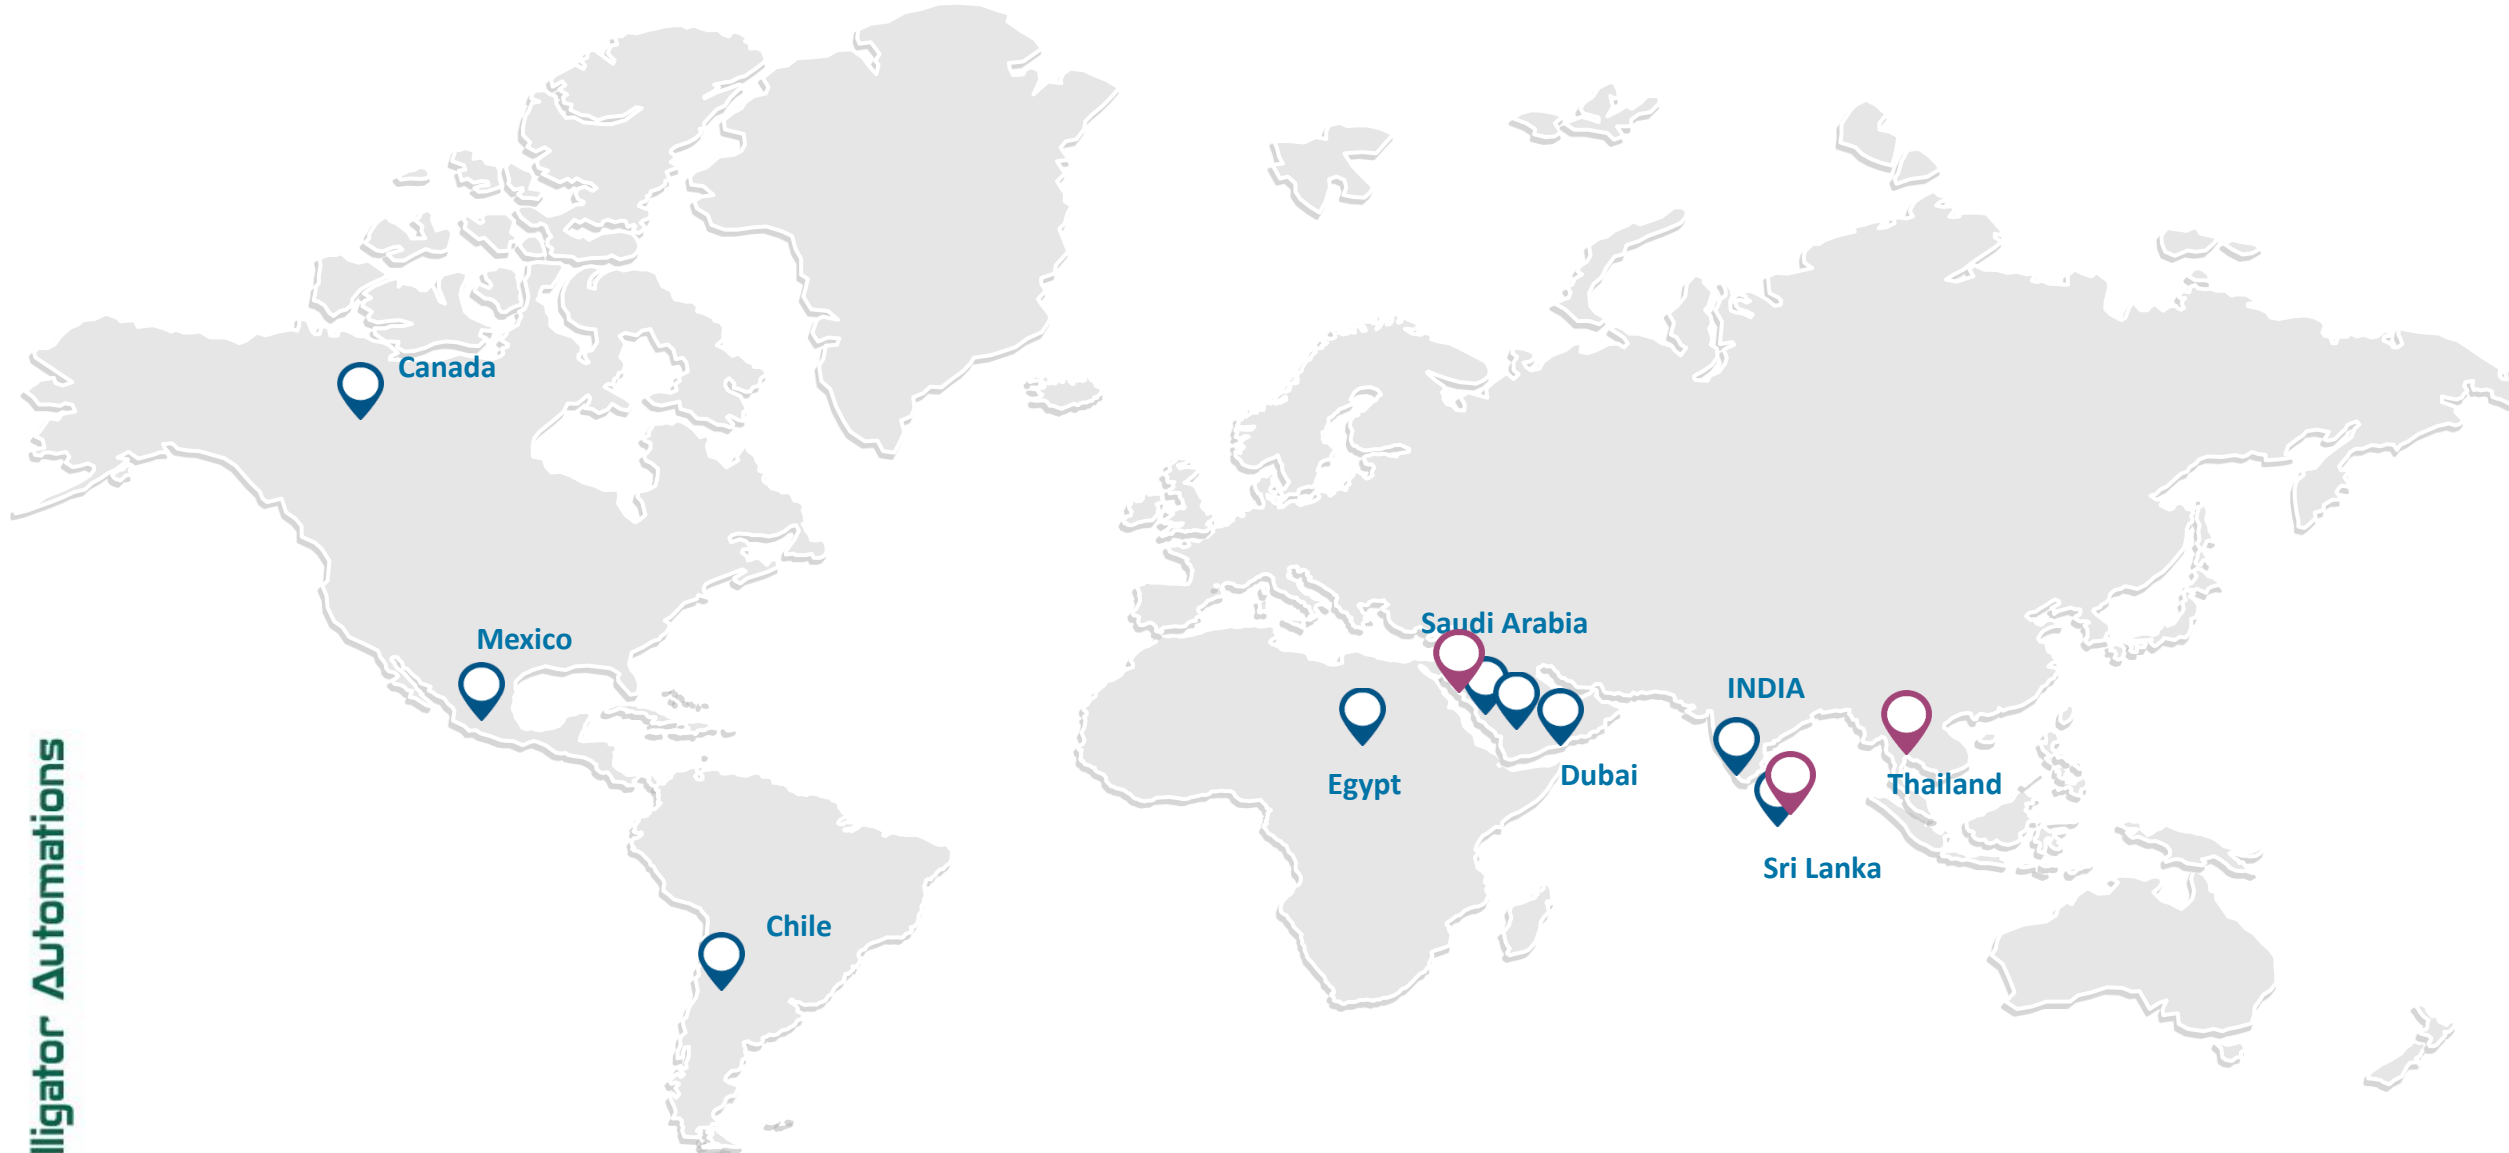 Canada
Saudi Arabia
Mexico
INDIA
Dubai
Egypt
Thailand
Sri Lanka
Chile
lligator Automations